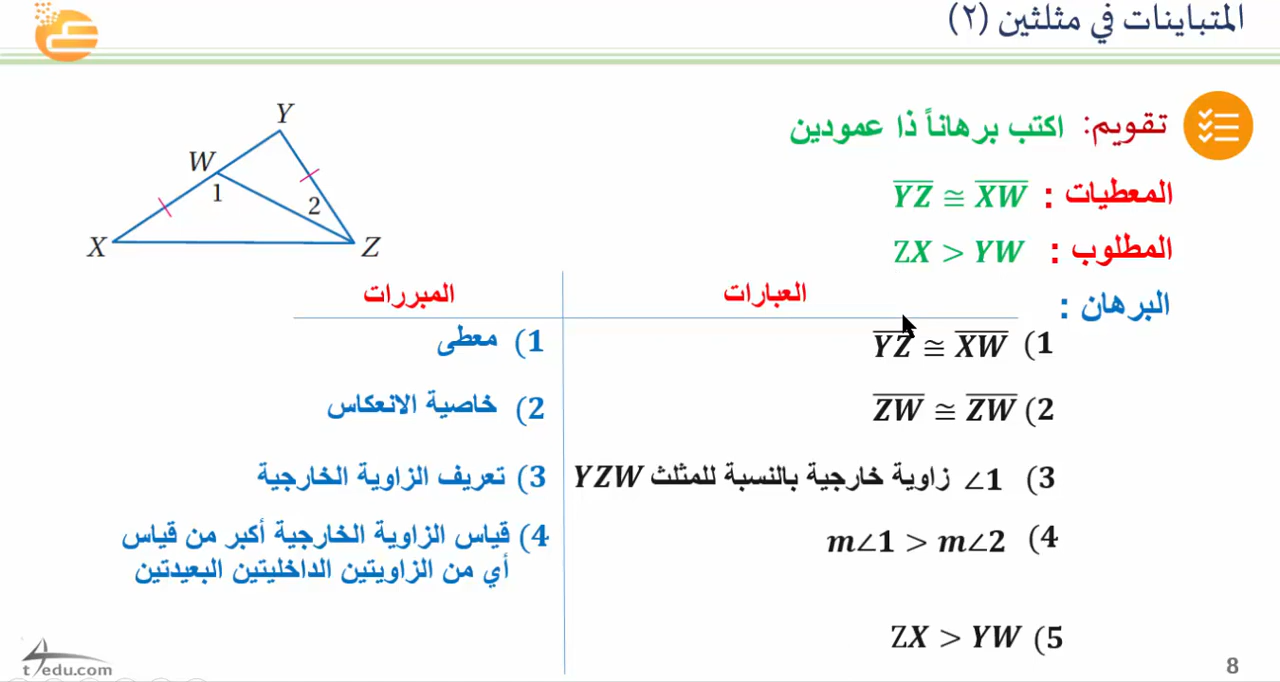 المتباينات في مثلثين (٢)
تقويم: اكتب برهاناً ذا عمودين
المعطيات : YZ ≅ XW
المطلوب : ZX > YW
البرهان :
Y
W
1
2
X
Z
العبارات المبررات
1) YZ ≅ XW 1) معطى
2) ZW ≅ ZW 2) خاصية الانعكاس
3) ∠1 زاوية خارجية بالنسبة للمثلث YZW 3) تعريف الزاوية الخارجية
4) m∠1 > m∠2 4) قياس الزاوية الخارجية أكبر من قياس
أي من الزاويتين الداخليتين البعيدتين
5) ZX > YW
t4edu.com
8